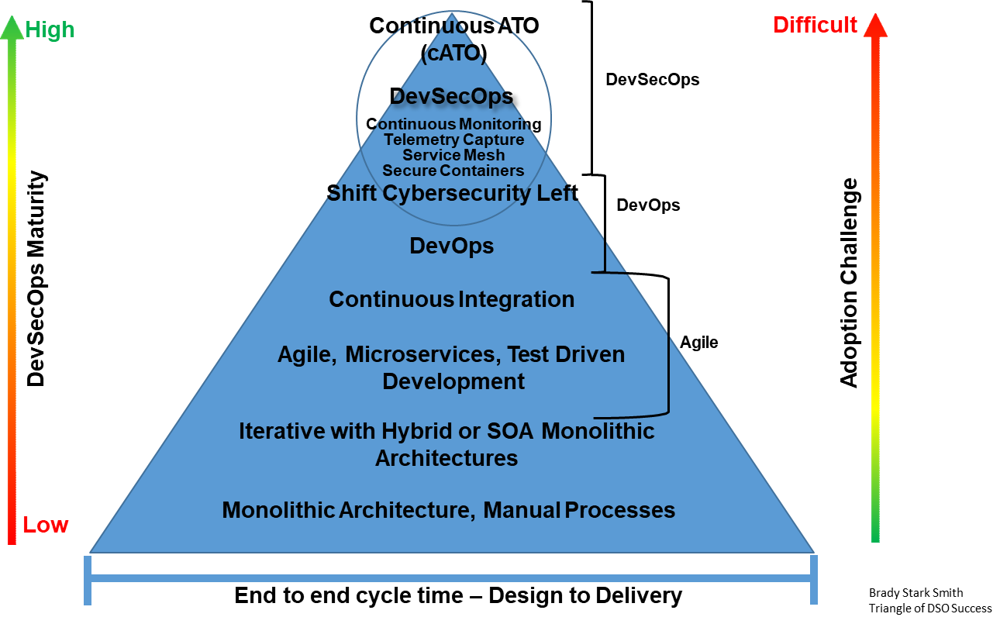 High
Difficult
Continuous ATO
(cATO)
DevSecOps
DevSecOps
Continuous Monitoring
Telemetry Capture
Service Mesh
Secure Containers
Shift Cybersecurity Left
DevOps
DevOps
Continuous Integration
Agile
Agile, Microservices, Test Driven
Development
Iterative with Hybrid or SOA Monolithic
Architectures
Monolithic Architecture, Manual Processes
Low
DevSecOps Maturity
Adoption Challenge
End to end cycle time – Design to Delivery
Brady Stark Smith
Triangle of DSO Success